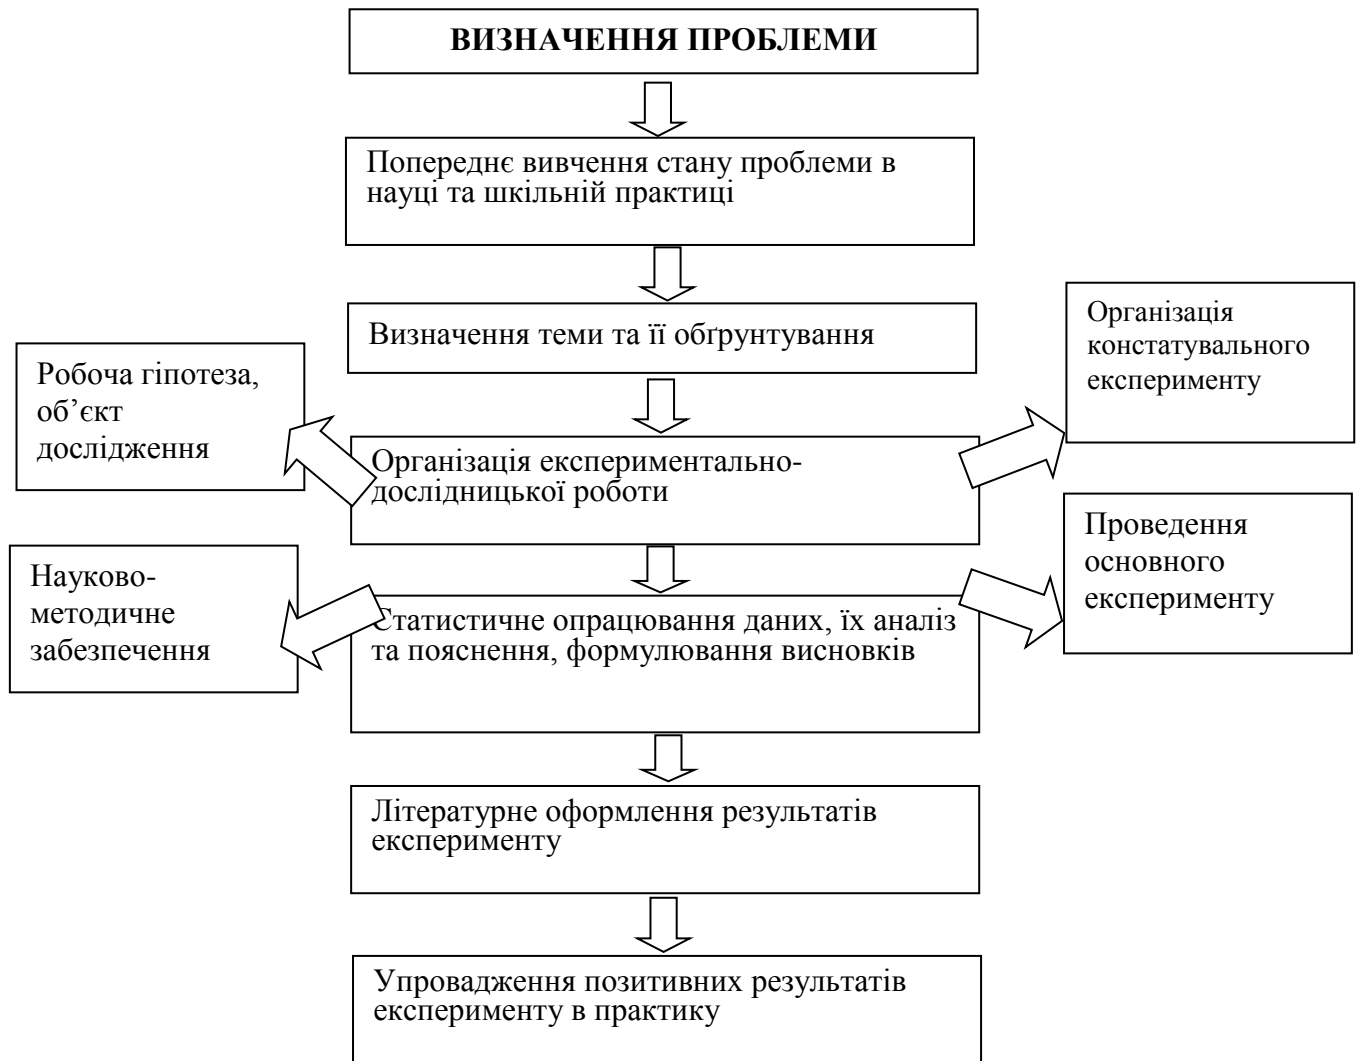 ВИЗНАЧЕННЯ ПРОБЛЕМИ
Попереднє вивчення стану проблеми в
науці та шкільній практиці
Визначення теми та її обґрунтування
Організація
констатувального
експерименту
Робоча гіпотеза,
об’єкт
дослідження
Організація експериментально-
дослідницької роботи
Проведення
основного
експерименту
Науково-
методичне
забезпечення
Статистичне опрацювання даних, їх аналіз
та пояснення, формулювання висновків
Літературне оформлення результатів
експерименту
Упровадження позитивних результатів
експерименту в практику